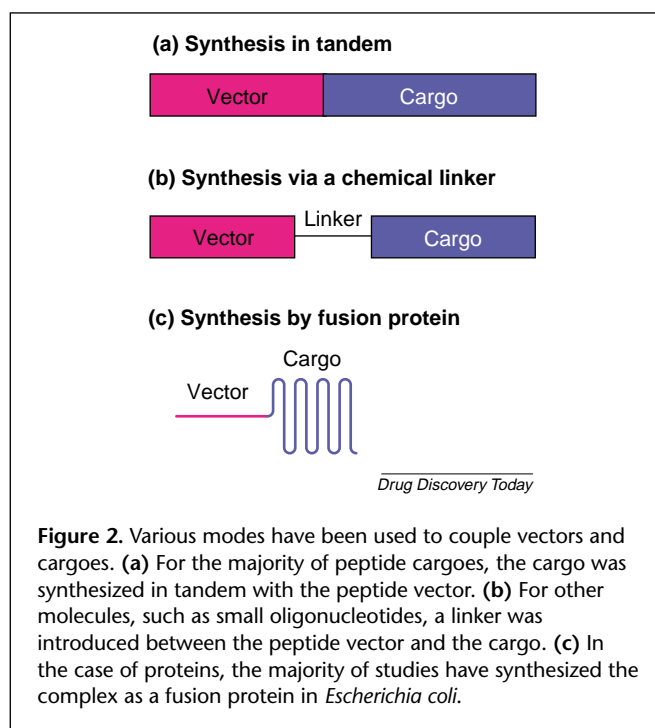 (a) Synthesis in tandem
Vector Cargo
(b) Synthesis via a chemical linker
Linker
Vector Cargo
(c) Synthesis by fusion protein
Cargo
Vector
Drug Discovery Today
Figure 2. Various modes have been used to couple vectors and
cargoes. (a) For the majority of peptide cargoes, the cargo was
synthesized in tandem with the peptide vector. (b) For other
molecules, such as small oligonucleotides, a linker was
introduced between the peptide vector and the cargo. (c) In
the case of proteins, the majority of studies have synthesized the
complex as a fusion protein in Escherichia coli.